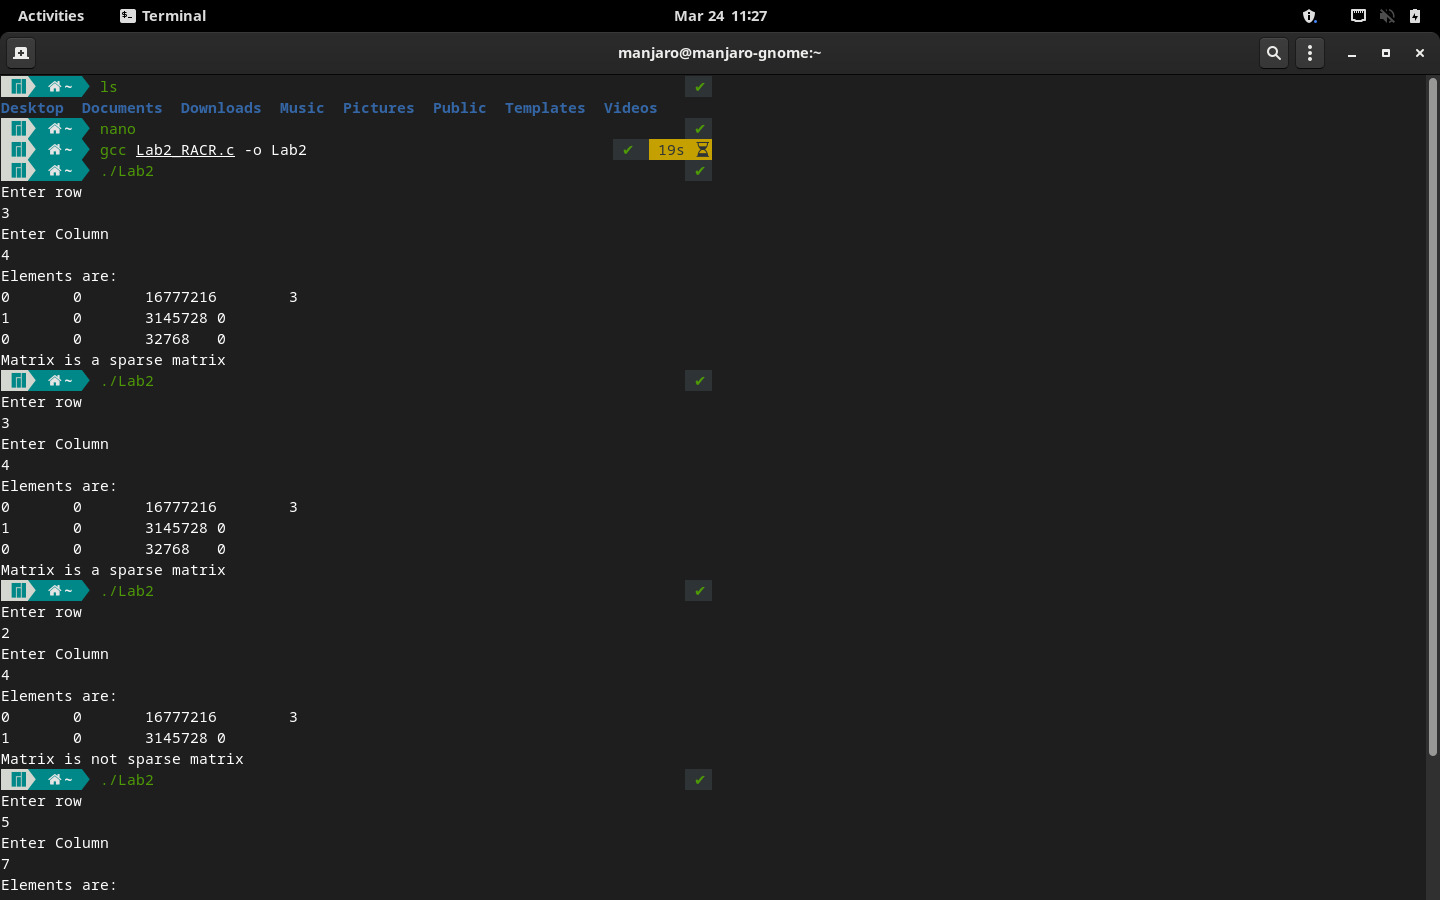 Activities Terminal Mar 24 11:27
manjaro@manjaro-gnome:~
~ ls
Desktop Documents Downloads Music Pictures Public Templates Videos
~ nano
~ gcc Lab2_RACR.c -o Lab2 19s
~ ./Lab2
Enter row
3
Enter Column
4
Elements are:
0 0 16777216 3
1 0 3145728 0
0 0 32768 0
Matrix is a sparse matrix
~ ./Lab2
Enter row
3
Enter Column
4
Elements are:
0 0 16777216 3
1 0 3145728 0
0 0 32768 0
Matrix is a sparse matrix
~ ./Lab2
Enter row
2
Enter Column
4
Elements are:
0 0 16777216 3
1 0 3145728 0
Matrix is not sparse matrix
~ ./Lab2
Enter row
5
Enter Column
7
Elements are: